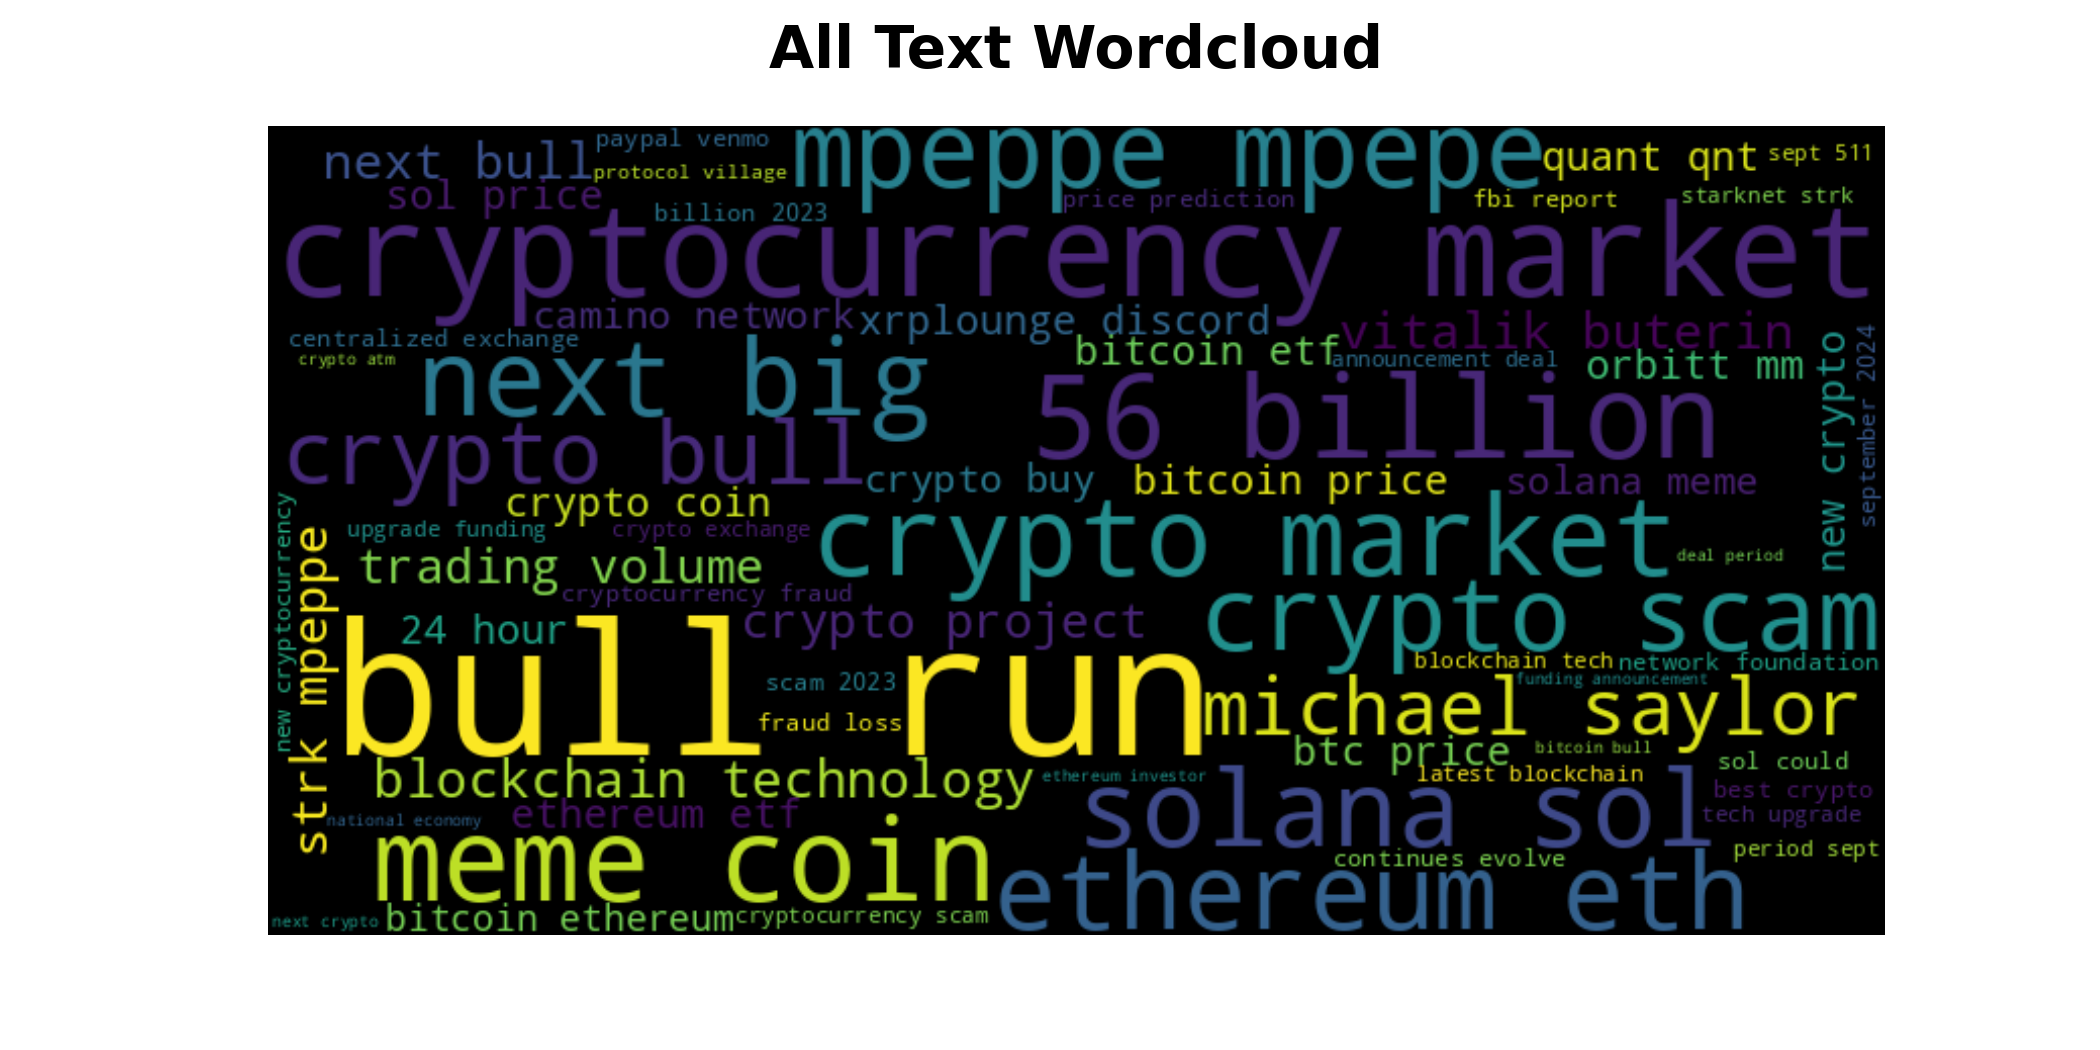 All Text Wordcloud
next bull
paypal venmo
mpeppe mpepe
quant qnt
sept 511
protocol village
sol price
price prediction
fbi report
starknet strk
billion 2023
cryptocurrency market
camino network
xrplounge discord
vitalik buterin
centralized exchange
crypto atm
next big
bitcoin etf
announcement deal
orbitt mm
new crypto
september 2024
56 billion
crypto bull
crypto buy
bitcoin price
solana meme
crypto coin
new cryptocurrency
strk mpeppe
upgrade funding
crypto exchange
crypto market
deal period
trading volume
cryptocurrency fraud
24 hour
crypto project
crypto scam
bull run
scam 2023
fraud loss
blockchain tech
network foundation
funding announcement
michael saylor
btc price
bitcoin bull
sol could
blockchain technology
ethereum investor
latest blockchain
solana sol
best crypto
tech upgrade
national economy
ethereum etf
meme coin
continues evolve
period sept
ethereum eth
next crypto
bitcoin ethereum
cryptocurrency scam